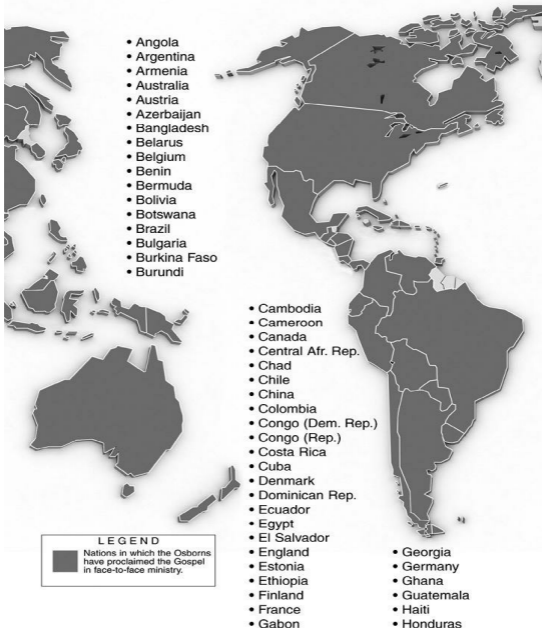 • Angola
• Argentina
• Armenia
• Australia
• Austria
• Azerbaijan
• Bangladesh
• Belarus
• Belgium
• Benin
• Bermuda
• Bolivia
• Botswana
• Brazil
• Bulgaria
• Burkina Faso
• Burundi
• Cambodia
• Cameroon
• Canada
• Central Afr. Rep.
• Chad
• Chile
• China
• Colombia
• Congo (Dem. Rep.)
• Congo (Rep.)
• Costa Rica
• Cuba
• Denmark
• Dominican Rep.
• Ecuador
• Egypt
• El Salvador
• England
• Estonia
• Ethiopia
• Finland
• France
• Gabon
• Georgia
• Germany
• Ghana
• Guatemala
• Haiti
• Honduras
LEGEND
Nations in which the Osborns
have proclaimed the Gospel
in face-to-face ministry.